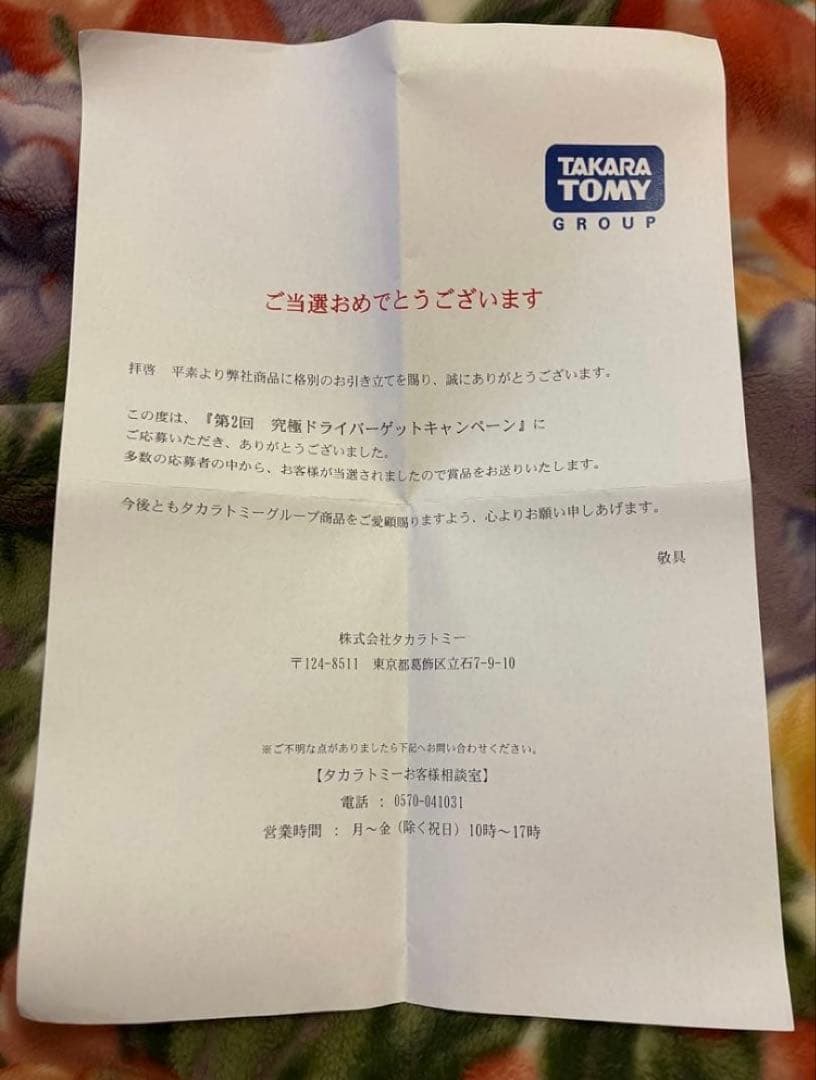 TAKARA
TOMY
GROUP
ご当選おめでとうございます
拝啓　平素より弊社商品に格別のお引き立てを賜り、誠にありがとうございます。
この度は、『第2回　究極ドライバーゲットキャンペーン』に
ご応募いただき、ありがとうございました。
多数の応募者の中から、お客様が当選されましたので賞品をお送りいたします。
今後ともタカラトミーグループ商品をご愛顧賜りますよう、心よりお願い申しあげます。
敬具
株式会社タカラトミー
〒124-8511　東京都葛飾区立石7-9-10
※ご不明な点がありましたら下記へお問い合わせください。
【タカラトミーお客様相談室】
電話 ： 0570-041031
営業時間 ： 月～金（除く祝日）10時～17時